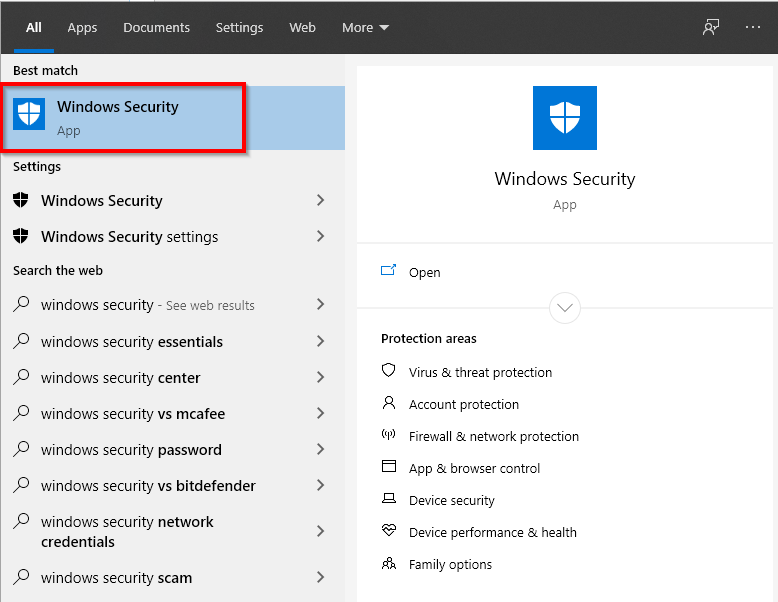 All Apps Documents Settings Web More
Best match
Windows Security
App
Settings
Windows Security
Windows Security settings
Search the web
windows security - See web results
windows security essentials
windows security center
windows security vs mcafee
windows security password
windows security vs bitdefender
windows security network
credentials
windows security scam
Windows Security
App
Open
Protection areas
Virus & threat protection
Account protection
Firewall & network protection
App & browser control
Device security
Device performance & health
Family options